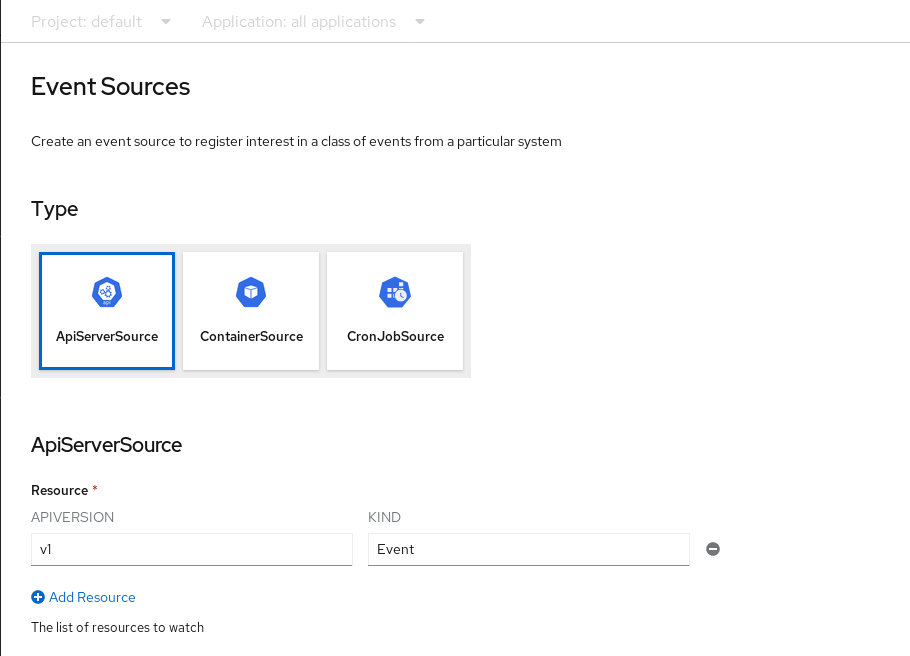 Project: default Application: all applications
Event Sources
Create an event source to register interest in a class of events from a particular system
Type
api
ApiServerSource ContainerSource CronJobSource
ApiServerSource
Resource *
APIVERSION KIND
v1 Event
Add Resource
The list of resources to watch